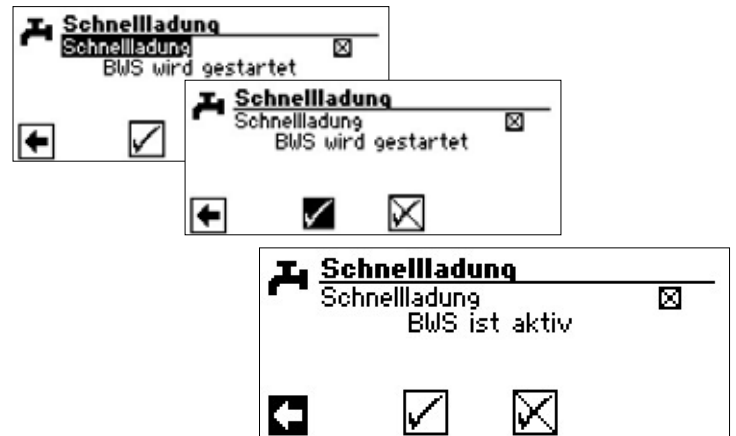 Schnellladung
Schnellladung
BWS wird gestartet
Schnellladung
Schnellladung
BWS wird gestartet
Schnellladung
Schnellladung
BWS ist aktiv